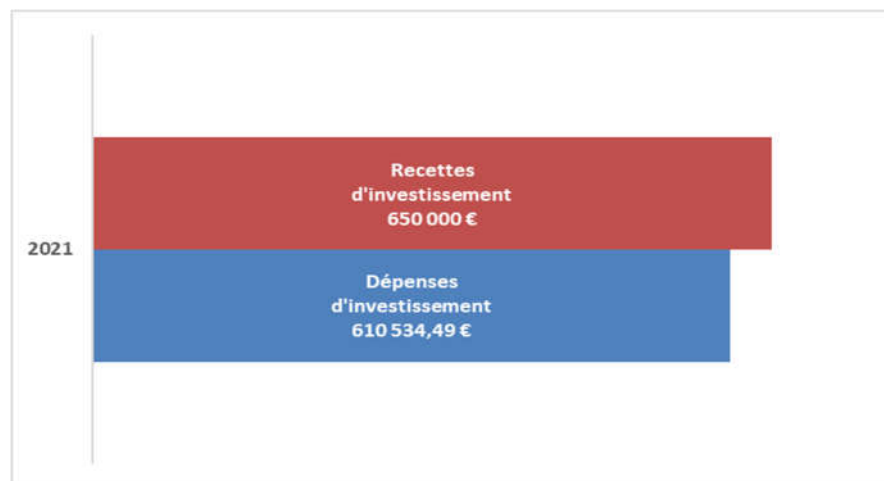 Recettes
d'investissement
650 000 €
2021
Dépenses
d'investissement
610 534,49 €